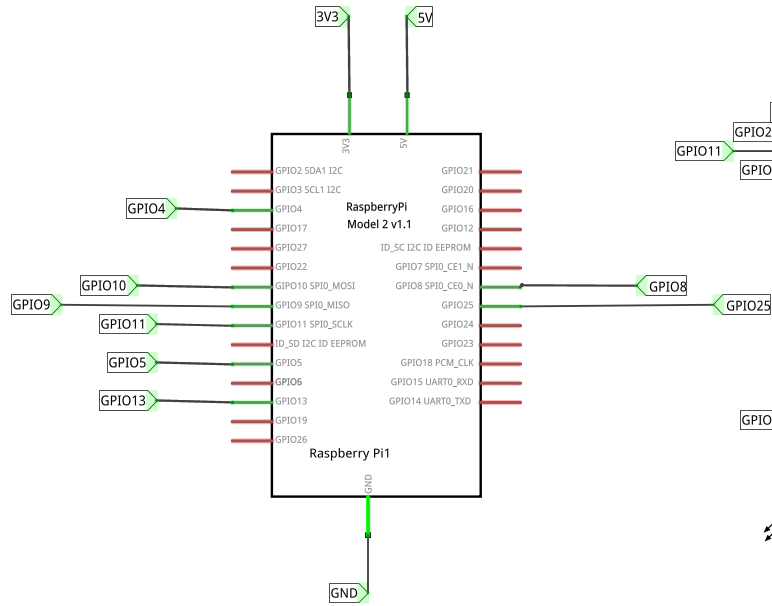 3V3
5V
3V3
5V
GPIO2 SDA1 I2C
GPIO3 SCL1 I2C
GPIO4
GPIO17
GPIO27
GPIO22
GPIO10 SPI0_MOSI
GPIO9 SPI0_MISO
GPIO11 SPI0_SCLK
ID_SD I2C ID EEPROM
GPIO5
GPIO6
GPIO13
GPIO19
GPIO26
RaspberryPi
Model 2 v1.1
GPIO21
GPIO20
GPIO16
GPIO12
ID_SC I2C ID EEPROM
GPIO7 SPI0_CE1_N
GPIO8 SPI0_CE0_N
GPIO25
GPIO24
GPIO23
GPIO18 PCM_CLK
GPIO15 UART0_RXD
GPIO14 UART0_TXD
Raspberry Pi1
GND
GND
GPIO4
GPIO10
GPIO9
GPIO11
GPIO5
GPIO13
GPIO8
GPIO25
GPIO2
GPIO11
GPIO
GPIO